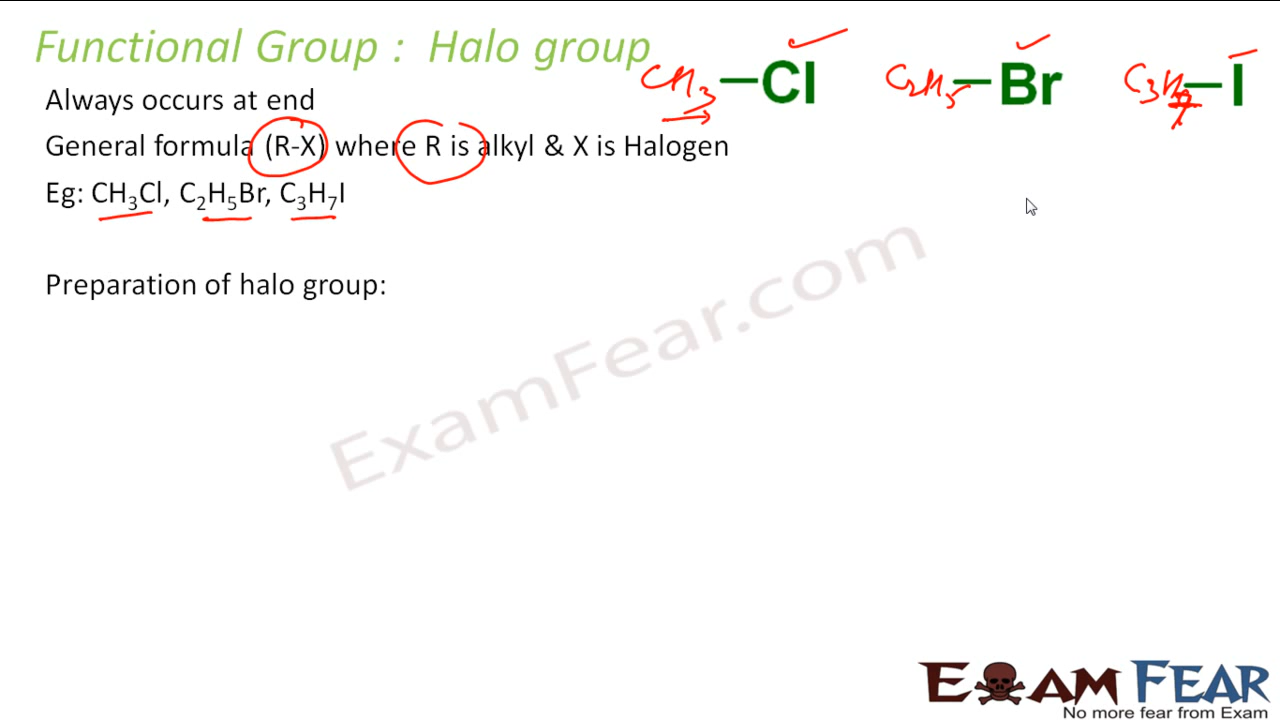 Functional Group : Halo group
CH3 –Cl C2H5 –Br C3H7 –I
Always occurs at end
General formula (R-X) where R is alkyl & X is Halogen
Eg: CH₃Cl, C₂H₅Br, C₃H₇I
Preparation of halo group:
ExamFear.com
EXAM FEAR
No more fear from Exam